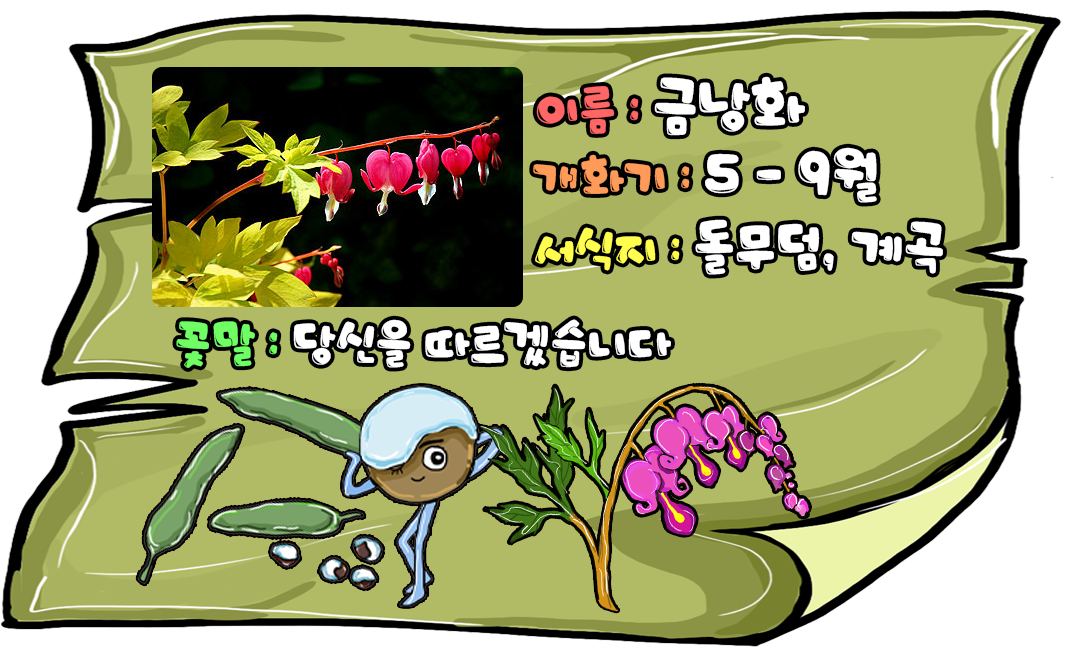 이름 : 금낭화
개화기 : 5 - 9월
서식지 : 돌무덤, 계곡
꽃말 : 당신을 따르겠습니다